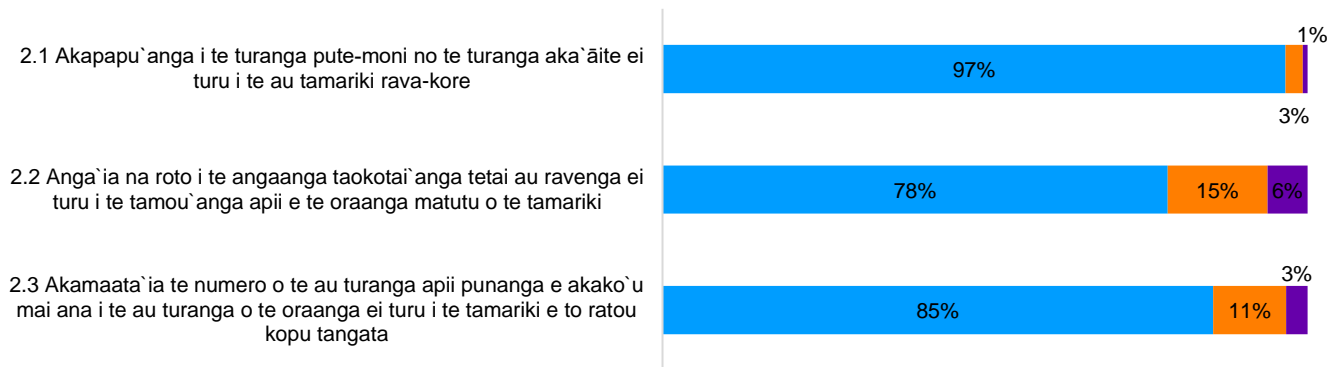 2.1 Akapapu`anga i te turanga pute-moni no te turanga aka`āite ei
turu i te au tamariki rava-kore
97%
1%
3%
2.2 Anga`ia na roto i te angaanga taokotai`anga tetai au ravenga ei
turu i te tamou`anga apii e te oraanga matutu o te tamariki
78%
15%
6%
2.3 Akamaata`ia te numero o te au turanga apii punanga e akako`u
mai ana i te au turanga o te oraanga ei turu i te tamariki e to ratou
kopu tangata
85%
11%
3%